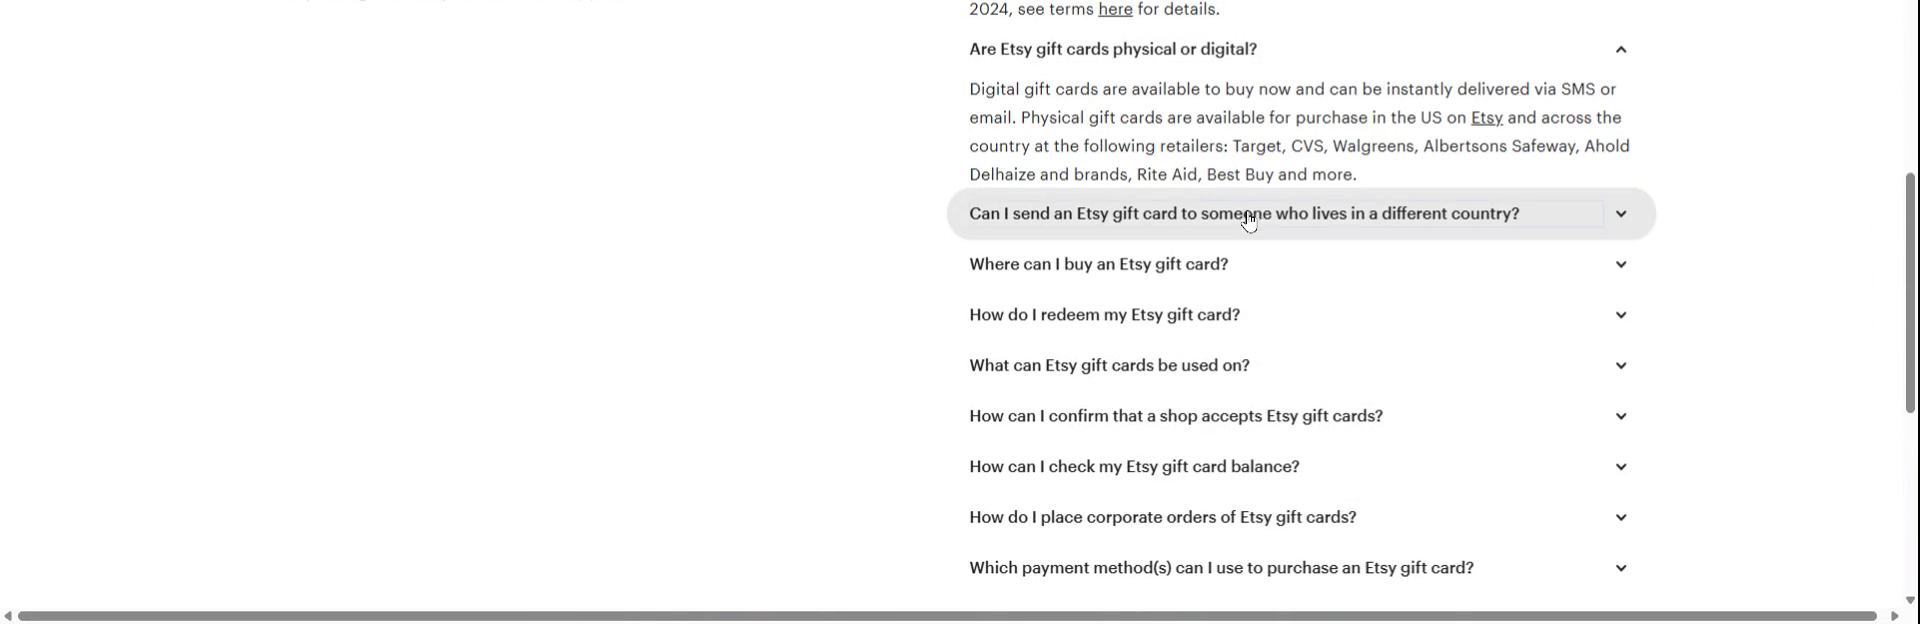 2024, see terms here for details.
Are Etsy gift cards physical or digital?
Digital gift cards are available to buy now and can be instantly delivered via SMS or
email. Physical gift cards are available for purchase in the US on Etsy and across the
country at the following retailers: Target, CVS, Walgreens, Albertsons Safeway, Ahold
Delhaize and brands, Rite Aid, Best Buy and more.
Can I send an Etsy gift card to someone who lives in a different country?
Where can I buy an Etsy gift card?
How do I redeem my Etsy gift card?
What can Etsy gift cards be used on?
How can I confirm that a shop accepts Etsy gift cards?
How can I check my Etsy gift card balance?
How do I place corporate orders of Etsy gift cards?
Which payment method(s) can I use to purchase an Etsy gift card?